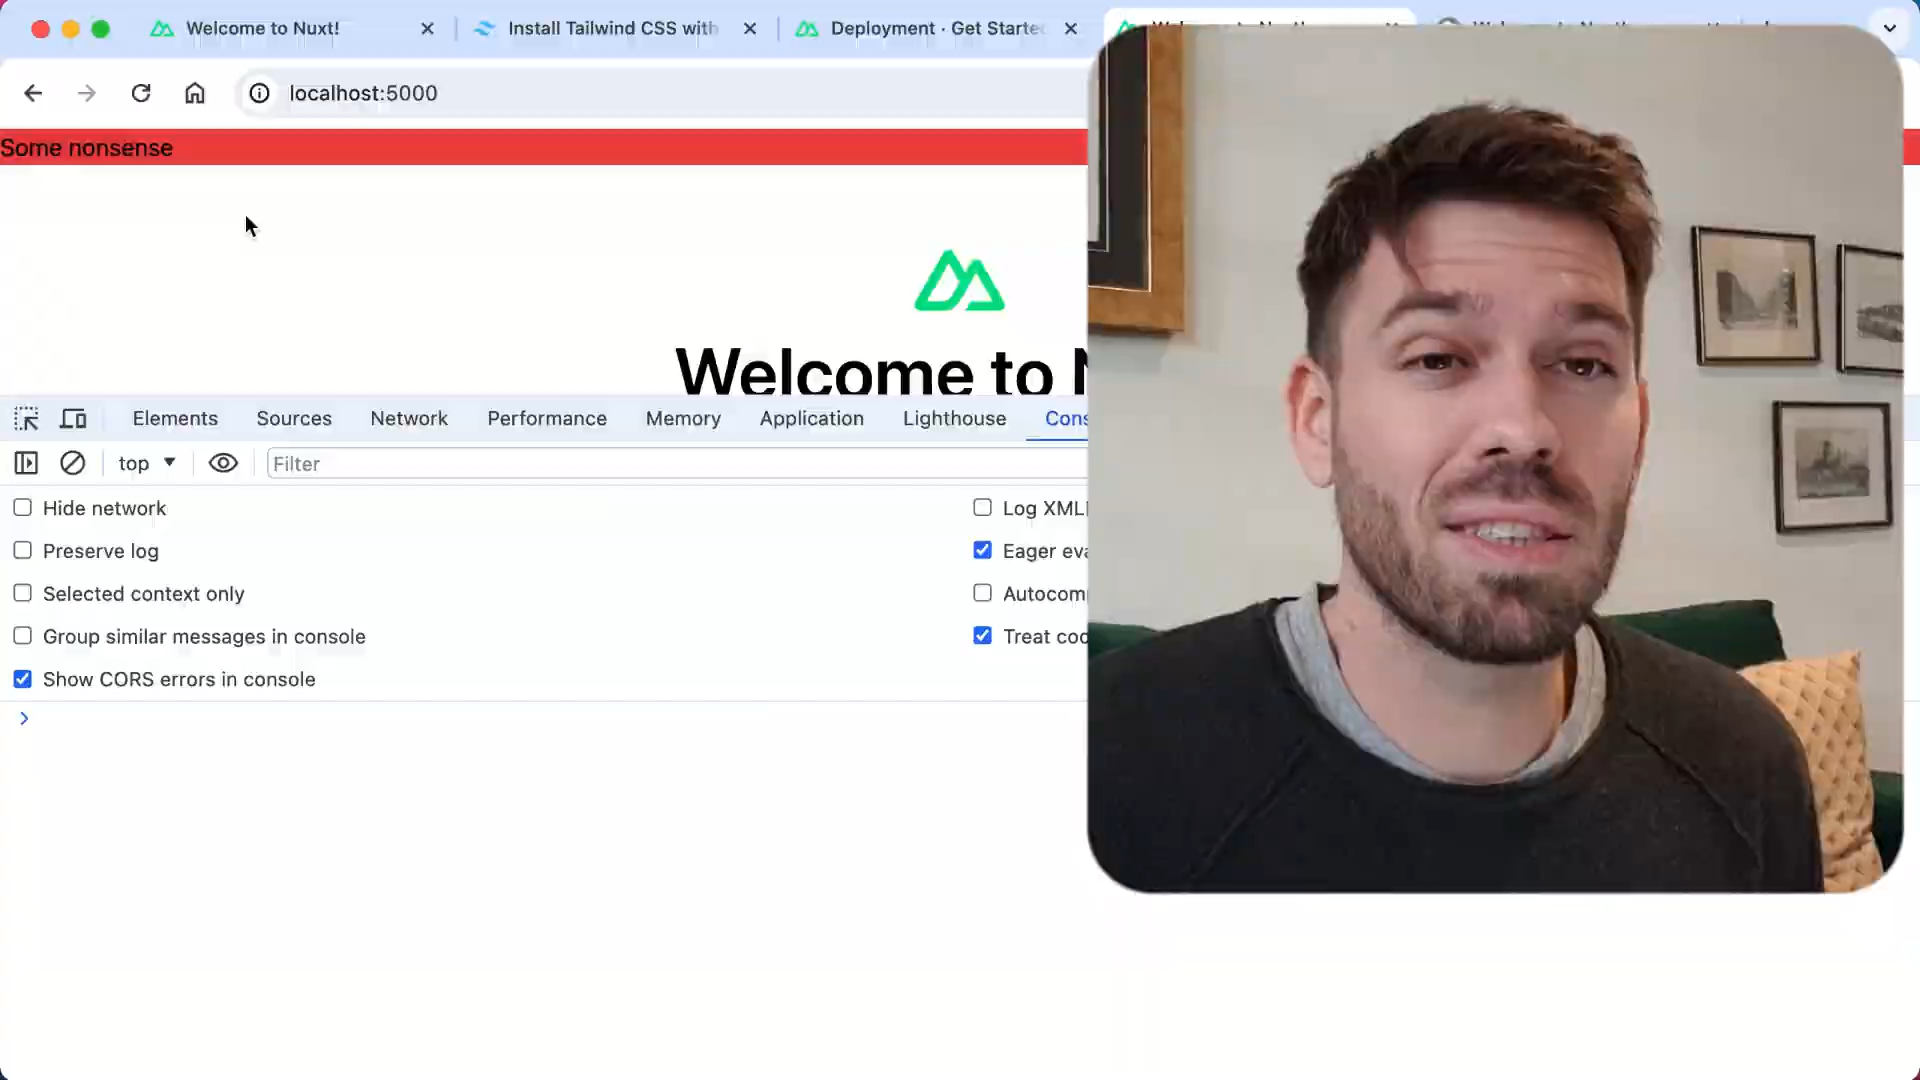 Welcome to Nuxt!
Install Tailwind CSS with
Deployment · Get Starte
localhost:5000
Some nonsense
Welcome to
Elements
Sources
Network
Performance
Memory
Application
Lighthouse
Cons
top
Filter
Hide network
Log XML
Preserve log
Eager eva
Selected context only
Autocom
Group similar messages in console
Treat cod
Show CORS errors in console